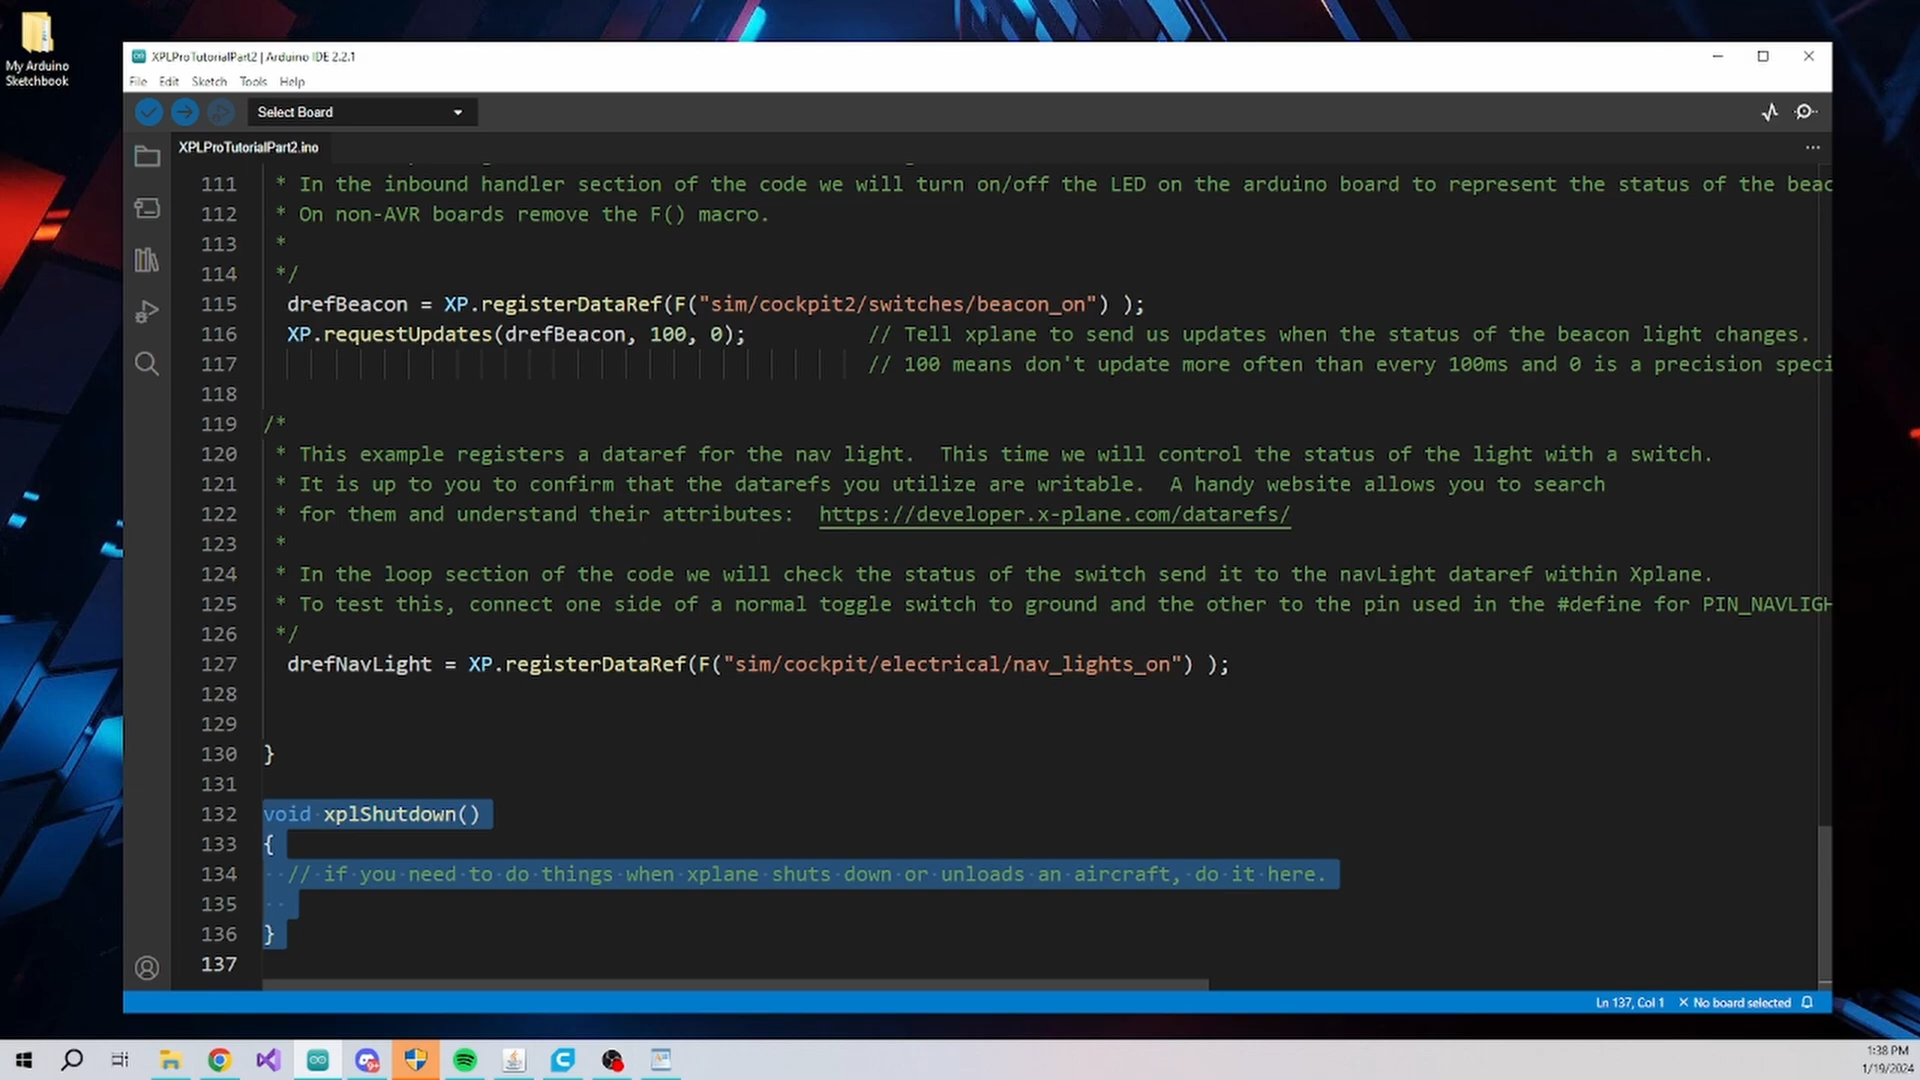 My Arduino
Sketchbook
XPLProTutorialPart2 | Arduino IDE 2.2.1
File Edit Sketch Tools Help
Select Board
XPLProTutorialPart2.ino
111 * In the inbound handler section of the code we will turn on/off the LED on the arduino board to represent the status of the beac
112 * On non-AVR boards remove the F() macro.
113 *
114 */
115 drefBeacon = XP.registerDataRef(F("sim/cockpit2/switches/beacon_on") );
116 XP.requestUpdates(drefBeacon, 100, 0); // Tell xplane to send us updates when the status of the beacon light changes.
117 // 100 means don't update more often than every 100ms and 0 is a precision speci
118
119 /*
120 * This example registers a dataref for the nav light. This time we will control the status of the light with a switch.
121 * It is up to you to confirm that the datarefs you utilize are writable. A handy website allows you to search
122 * for them and understand their attributes: https://developer.x-plane.com/datarefs/
123 *
124 * In the loop section of the code we will check the status of the switch send it to the navLight dataref within Xplane.
125 * To test this, connect one side of a normal toggle switch to ground and the other to the pin used in the #define for PIN_NAVLIGH
126 */
127 drefNavLight = XP.registerDataRef(F("sim/cockpit/electrical/nav_lights_on") );
128
129
130 }
131
132 void xplShutdown()
133 {
134 // if you need to do things when xplane shuts down or unloads an aircraft, do it here.
135
136 }
137
Ln 137, Col 1 × No board selected
1:38 PM
1/19/2024